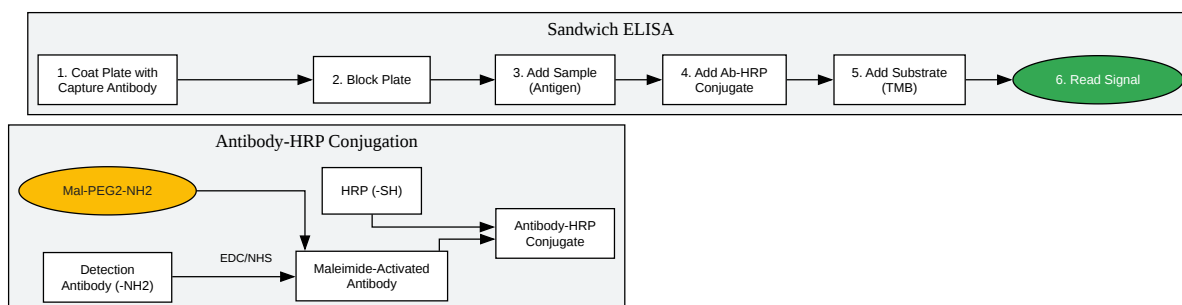 Sandwich ELISA
1. Coat Plate with
Capture Antibody
2. Block Plate
3. Add Sample
(Antigen)
4. Add Ab-HRP
Conjugate
5. Add Substrate
(TMB)
6. Read Signal
Antibody-HRP Conjugation
Mal-PEG2-NH2
HRP (-SH)
Antibody-HRP
Conjugate
Detection
Antibody (-NH2)
EDC/NHS
Maleimide-Activated
Antibody